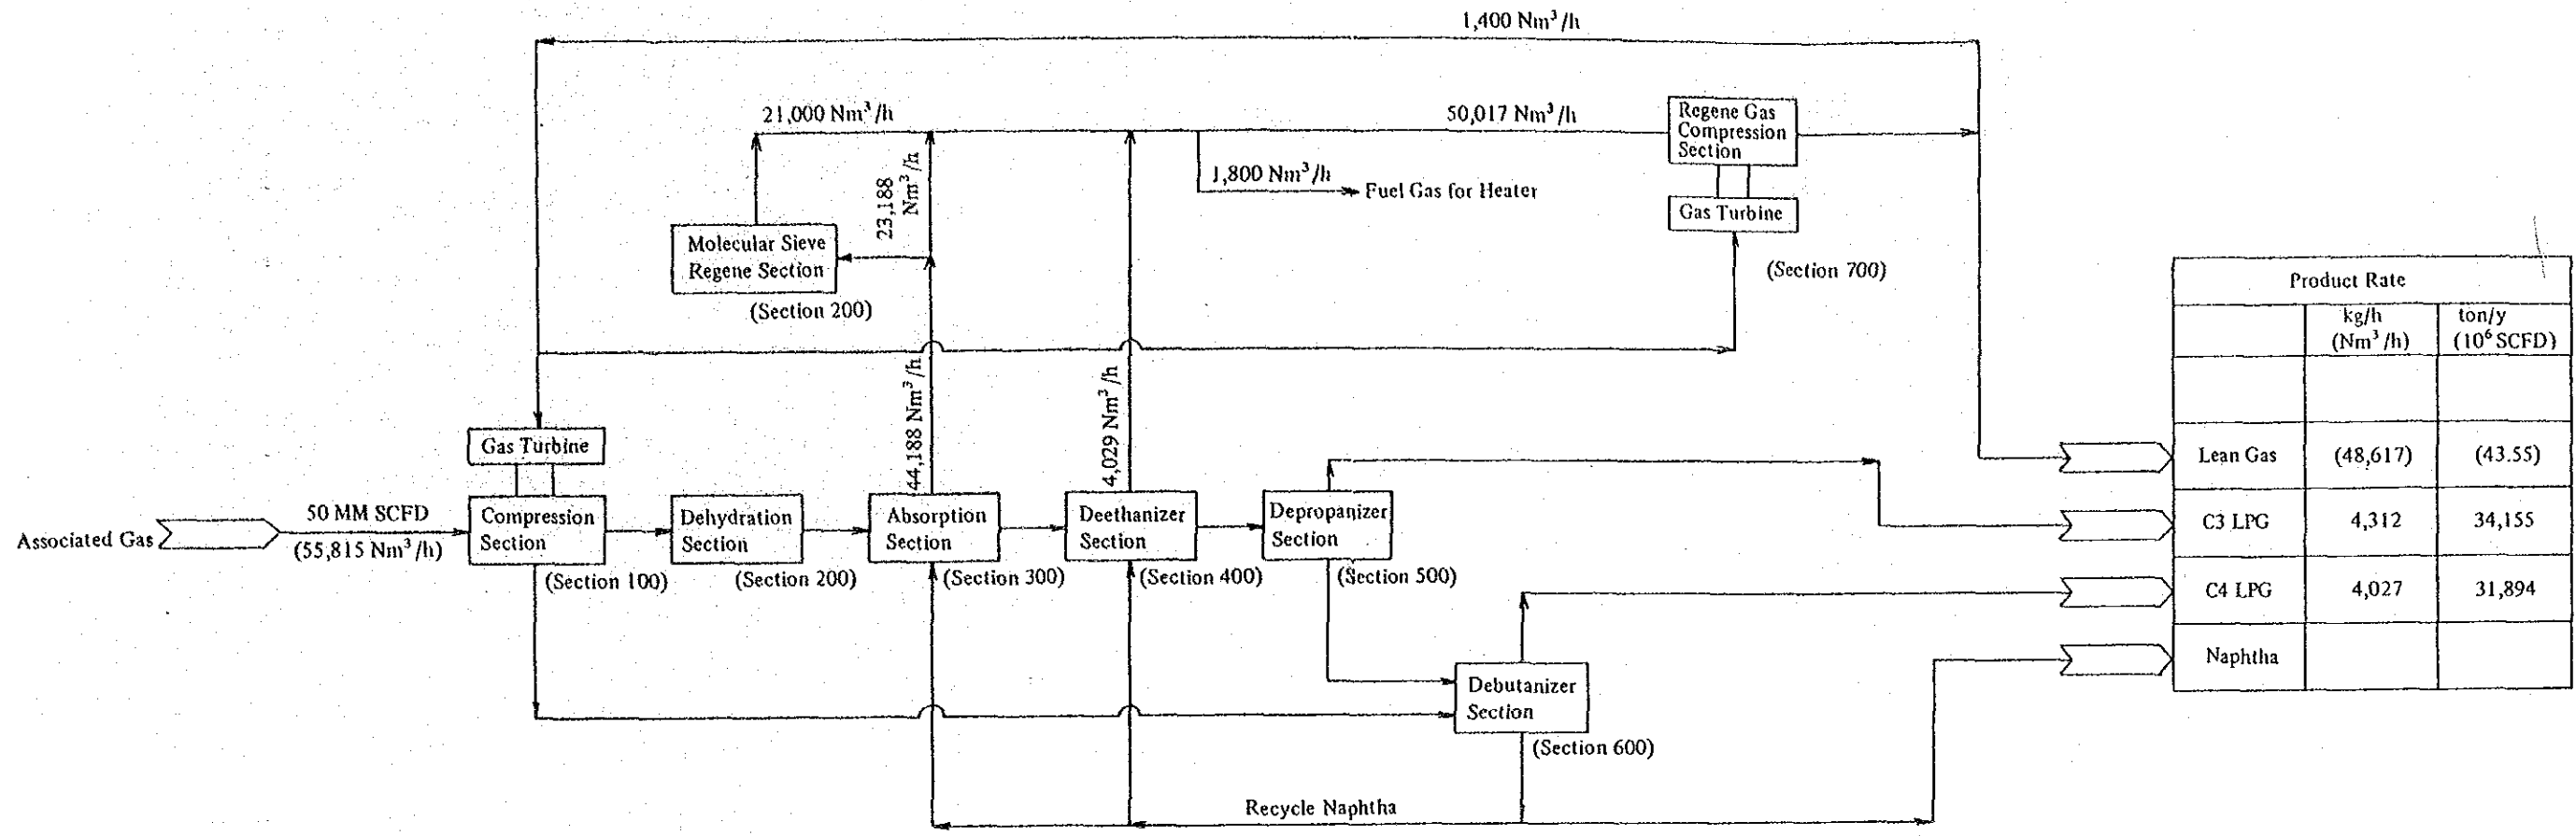 1,400 Nm³/h
21,000 Nm³/h
50,017 Nm³/h
Regene Gas
Compression
Section
23,188
Nm³/h
1,800 Nm³/h
Fuel Gas for Heater
Gas Turbine
Molecular Sieve
Regene Section
(Section 200)
(Section 700)
Product Rate
kg/h
(Nm³/h)
ton/y
(10⁶ SCFD)
44,188 Nm³/h
4,029 Nm³/h
Gas Turbine
Lean Gas (48,617) (43.55)
Associated Gas
50 MM SCFD
(55,815 Nm³/h)
Compression
Section
(Section 100)
Dehydration
Section
(Section 200)
Absorption
Section
(Section 300)
Deethanizer
Section
(Section 400)
Depropanizer
Section
(Section 500)
C3 LPG 4,312 34,155
C4 LPG 4,027 31,894
Naphtha
Debutanizer
Section
(Section 600)
Recycle Naphtha